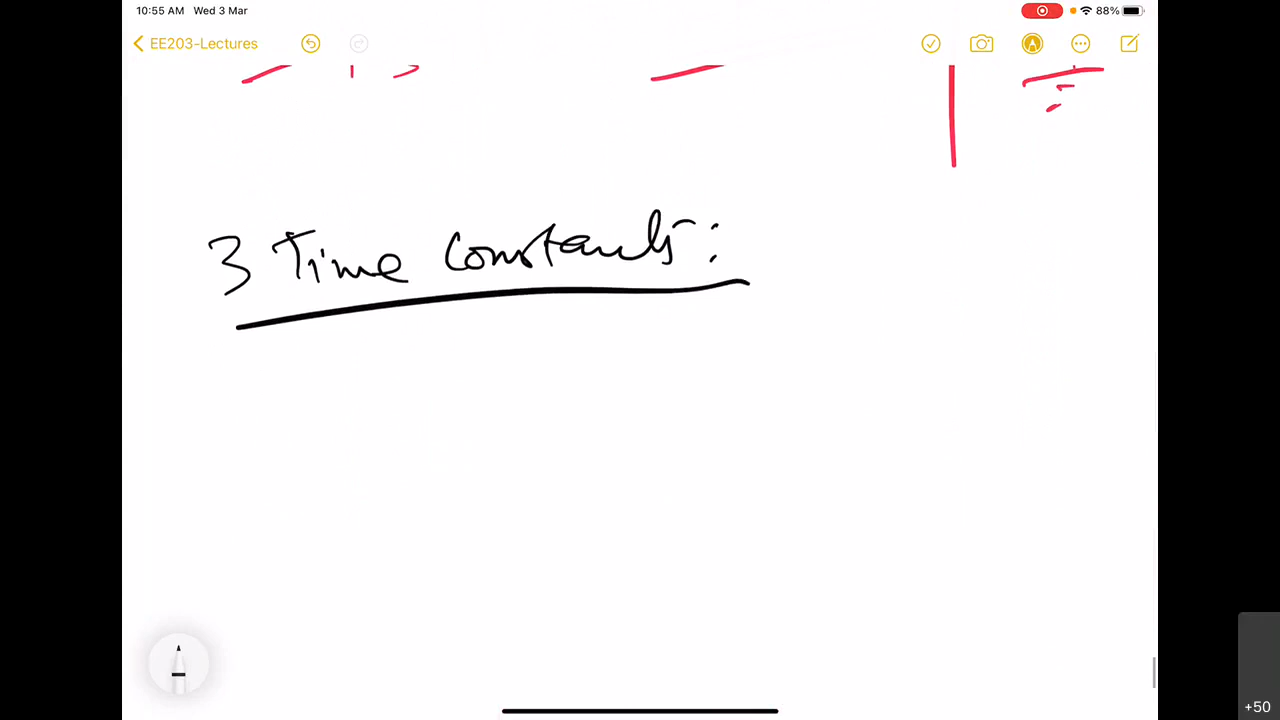 10:55 AM Wed 3 Mar
88%
EE203-Lectures
3 Time constants:
+50